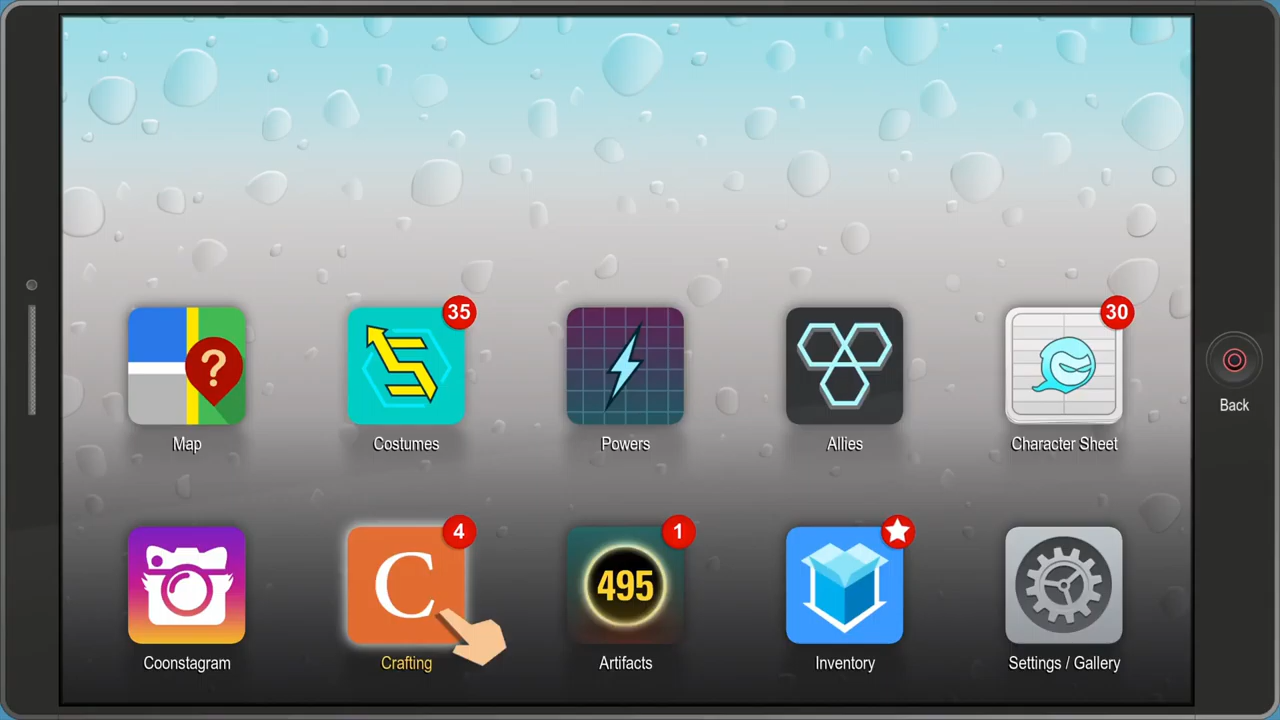 35
30
?
Map
Costumes
Powers
Allies
Character Sheet
Back
4
1
C
495
Coonstagram
Crafting
Artifacts
Inventory
Settings / Gallery